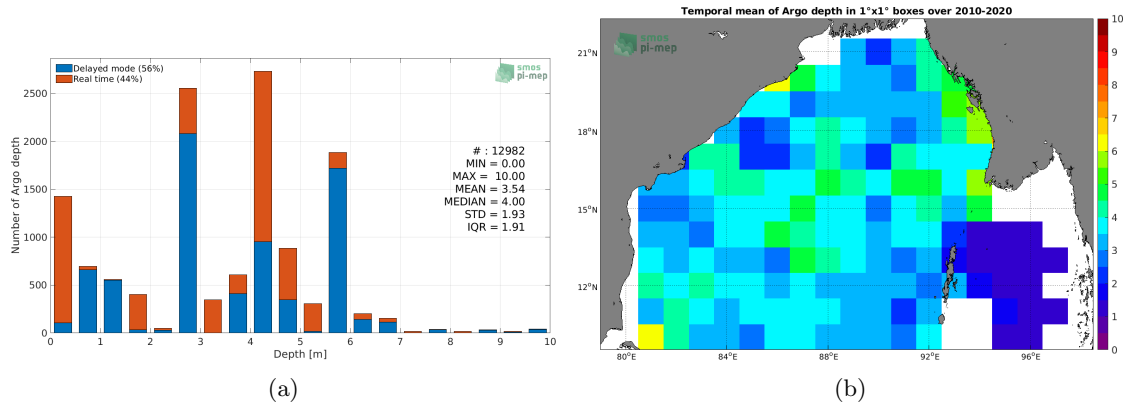 Delayed mode (56%)
Real time (44%)
smos
pi-mep
Number of Argo depth
2500
2000
1500
1000
500
0
# : 12982
MIN = 0.00
MAX = 10.00
MEAN = 3.54
MEDIAN = 4.00
STD = 1.93
IQR = 1.91
0 1 2 3 4 5 6 7 8 9 10
Depth [m]
(a)
Temporal mean of Argo depth in 1°x1° boxes over 2010-2020
smos
pi-mep
21°N
18°N
15°N
12°N
80°E 84°E 88°E 92°E 96°E
10
9
8
7
6
5
4
3
2
1
0
(b)